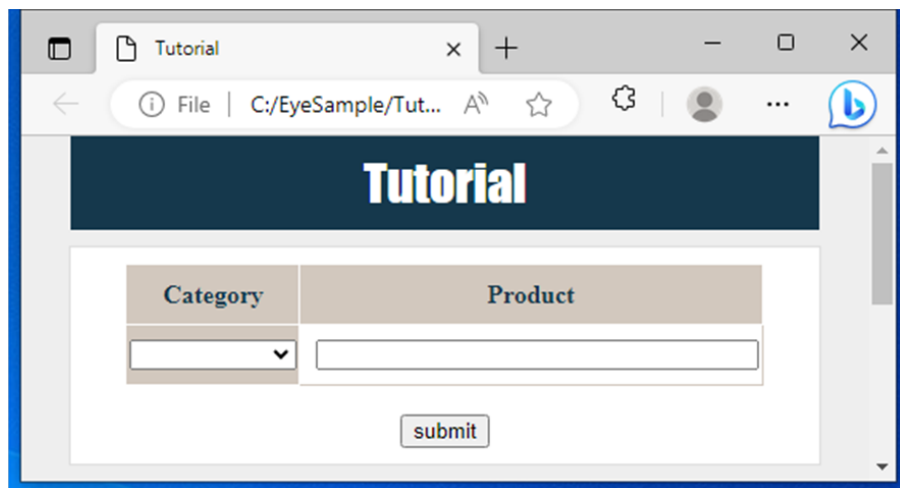 Tutorial
File | C:/EyeSample/Tut... A
Tutorial
Category Product
submit